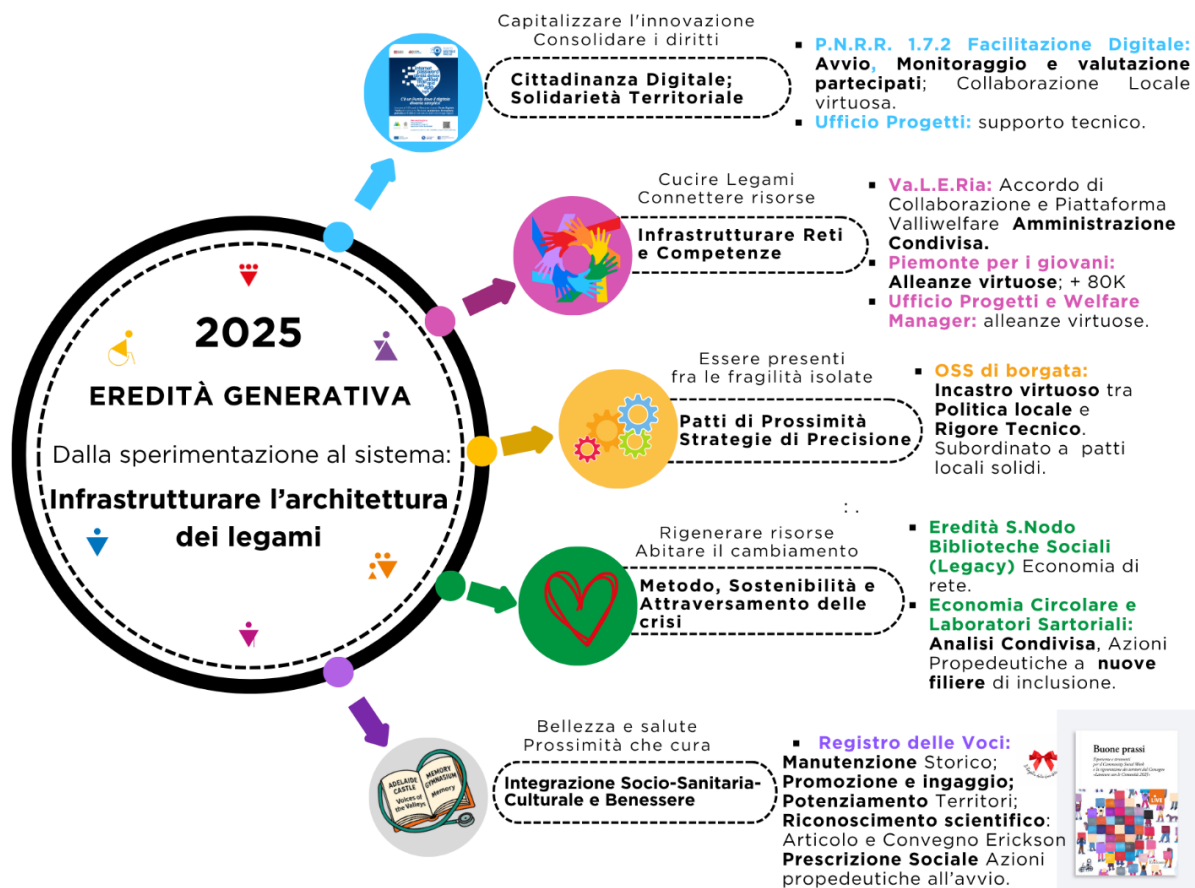 2025
EREDITÀ GENERATIVA
Dalla sperimentazione al sistema:
Infrastrutturare l’architettura
dei legami
Capitalizzare l'innovazione
Consolidare i diritti
Cittadinanza Digitale;
Solidarietà Territoriale
▪ P.N.R.R. 1.7.2 Facilitazione Digitale:
Avvio, Monitoraggio e valutazione
partecipati; Collaborazione Locale
virtuosa.
▪ Ufficio Progetti: supporto tecnico.
Cucire Legami
Connettere risorse
Infrastrutturare Reti
e Competenze
▪ Va.L.E.Ria: Accordo di
Collaborazione e Piattaforma
Valliwelfare Amministrazione
Condivisa.
▪ Piemonte per i giovani:
Alleanze virtuose; + 80K
▪ Ufficio Progetti e Welfare
Manager: alleanze virtuose.
Essere presenti
fra le fragilità isolate
Patti di Prossimità
Strategie di Precisione
▪ OSS di borgata:
Incastro virtuoso tra
Politica locale e
Rigore Tecnico.
Subordinato a patti
locali solidi.
: .
Rigenerare risorse
Abitare il cambiamento
Metodo, Sostenibilità e
Attraversamento delle
crisi
▪ Eredità S.Nodo
Biblioteche Sociali
(Legacy) Economia di
rete.
▪ Economia Circolare e
Laboratori Sartoriali:
Analisi Condivisa, Azioni
Propedeutiche a nuove
filiere di inclusione.
Bellezza e salute
Prossimità che cura
ADELAIDE
CASTLE
Voices of
the Valleys
MEMORY
GYMNASIUM
Memory
Integrazione Socio-Sanitaria-
Culturale e Benessere
▪ Registro delle Voci:
Manutenzione Storico;
Promozione e ingaggio;
Potenziamento Territori;
Riconoscimento scientifico:
Articolo e Convegno Erickson
Prescrizione Sociale Azioni
propedeutiche all'avvio.
Buone prassi
LIVE